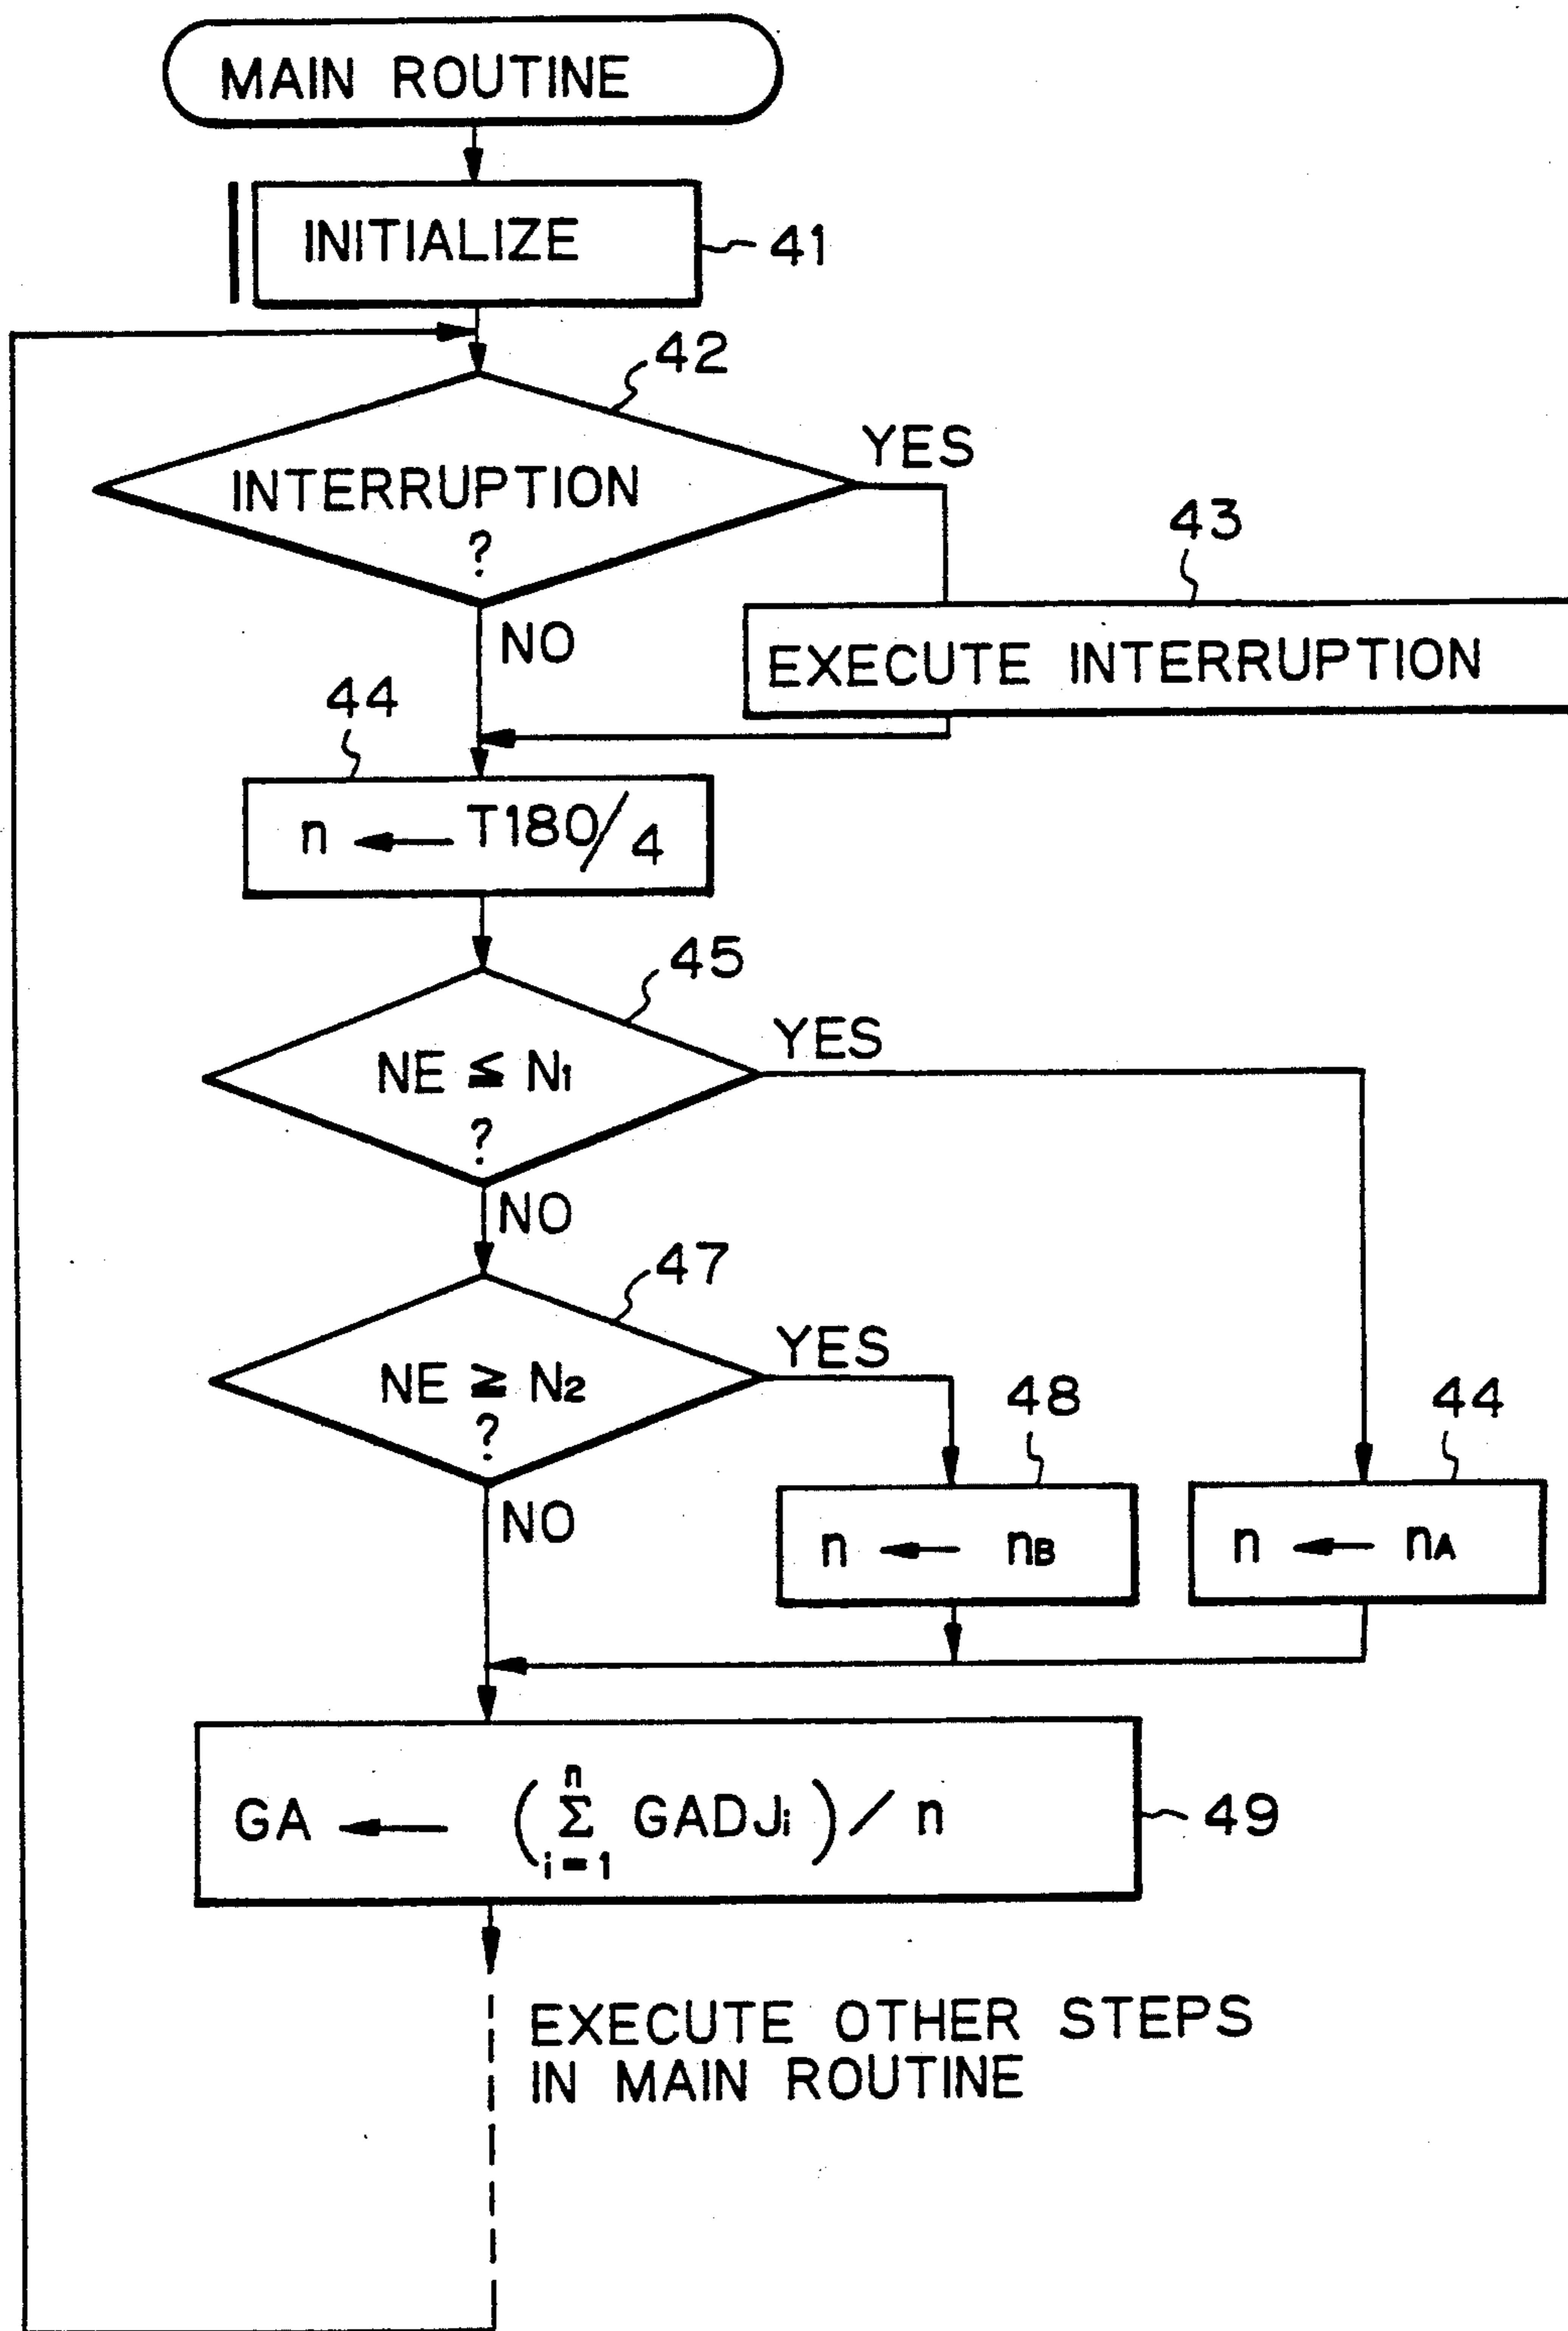 MAIN ROUTINE
INITIALIZE
41
42
INTERRUPTION
?
YES
NO
43
EXECUTE INTERRUPTION
44
n ← T180/4
45
NE ≦ N1
?
YES
NO
47
NE ≧ N2
?
YES
NO
48
n ← nB
44
n ← nA
GA ← (n Σ i=1 GADJi) / n
49
EXECUTE OTHER STEPS
IN MAIN ROUTINE